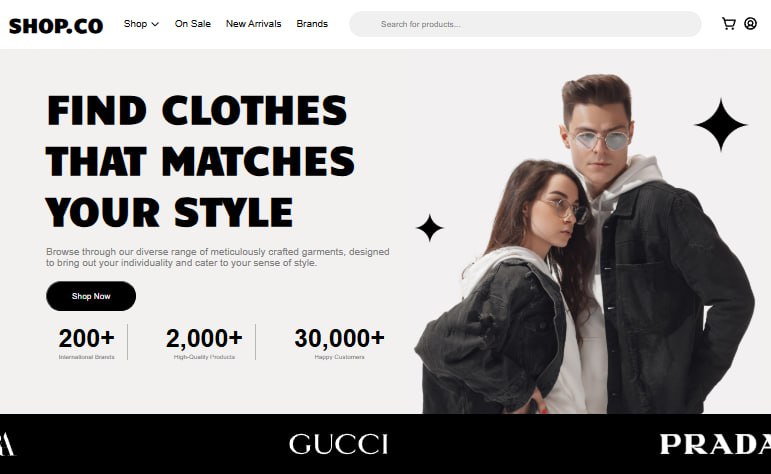 SHOP.CO
Shop
On Sale
New Arrivals
Brands
Search for products...
FIND CLOTHES
THAT MATCHES
YOUR STYLE
Browse through our diverse range of meticulously crafted garments, designed
to bring out your individuality and cater to your sense of style.
Shop Now
200+
International Brands
2,000+
High-Quality Products
30,000+
Happy Customers
GUCCI
PRADA